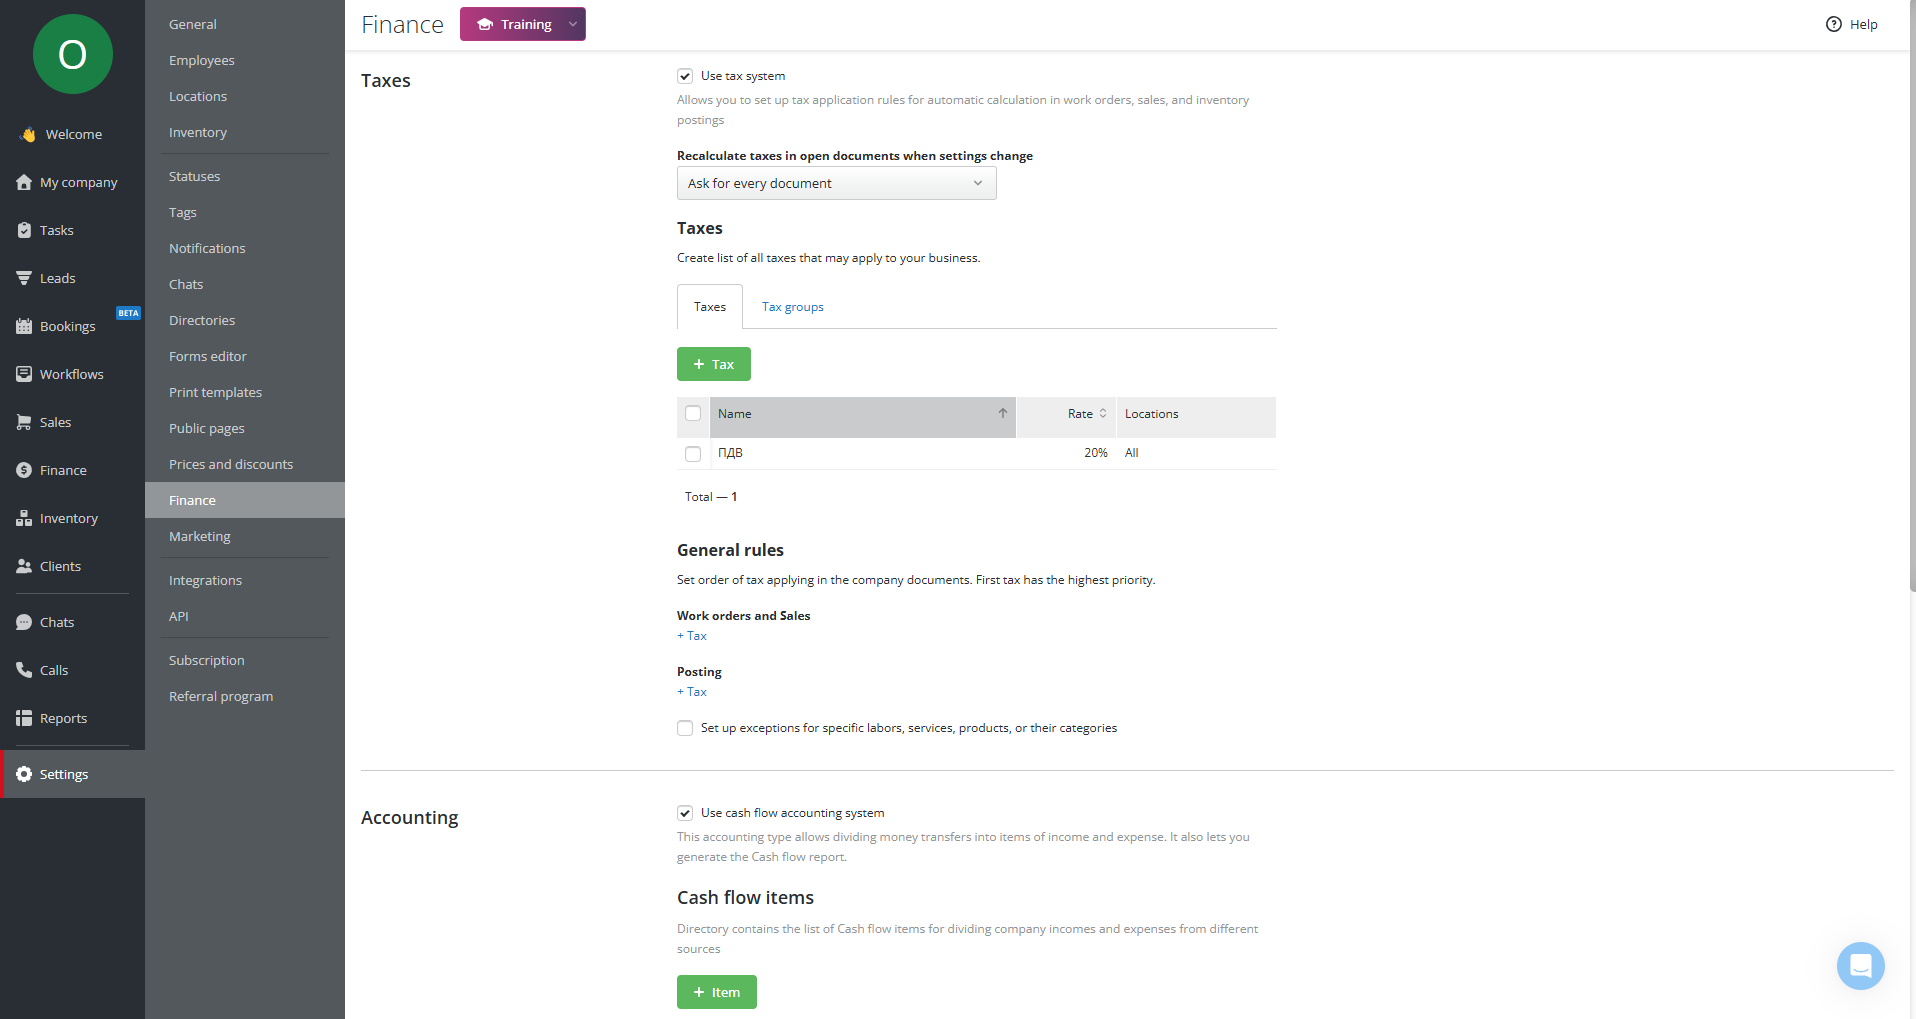 O
Welcome
My company
Tasks
Leads
BETA
Bookings
Workflows
Sales
Finance
Inventory
Clients
Chats
Calls
Reports
Settings
General
Employees
Locations
Inventory
Statuses
Tags
Notifications
Chats
Directories
Forms editor
Print templates
Public pages
Prices and discounts
Finance
Marketing
Integrations
API
Subscription
Referral program
Finance
Training
Help
Taxes
Use tax system
Allows you to set up tax application rules for automatic calculation in work orders, sales, and inventory
postings
Recalculate taxes in open documents when settings change
Ask for every document
Taxes
Create list of all taxes that may apply to your business.
Taxes Tax groups
+ Tax
Name Rate Locations
ПДВ 20% All
Total — 1
General rules
Set order of tax applying in the company documents. First tax has the highest priority.
Work orders and Sales
+ Tax
Posting
+ Tax
Set up exceptions for specific labors, services, products, or their categories
Accounting
Use cash flow accounting system
This accounting type allows dividing money transfers into items of income and expense. It also lets you
generate the Cash flow report.
Cash flow items
Directory contains the list of Cash flow items for dividing company incomes and expenses from different
sources
+ Item